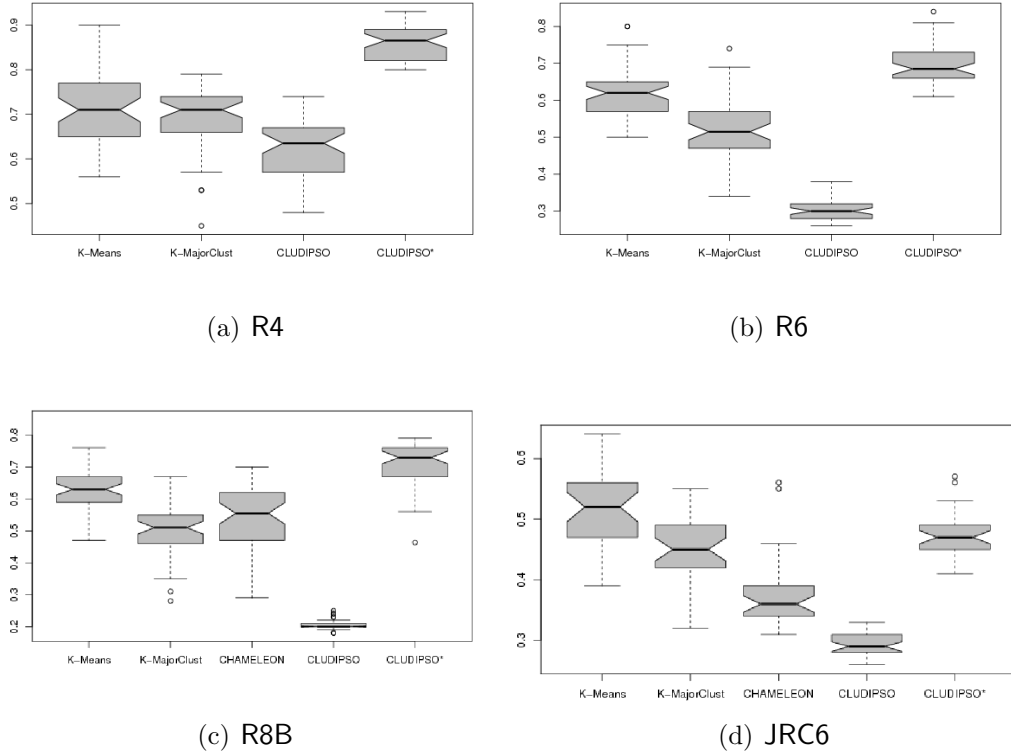 0.9
0.8
0.7
0.6
0.5
K-Means K-MajorClust CLUDIPSO CLUDIPSO*
(a) R4
0.8
0.7
0.6
0.5
0.4
0.3
K-Means K-MajorClust CLUDIPSO CLUDIPSO*
(b) R6
0.8
0.7
0.6
0.5
0.4
0.3
0.2
K-Means K-MajorClust CHAMELEON CLUDIPSO CLUDIPSO*
(c) R8B
0.6
0.5
0.4
0.3
K-Means K-MajorClust CHAMELEON CLUDIPSO CLUDIPSO*
(d) JRC6